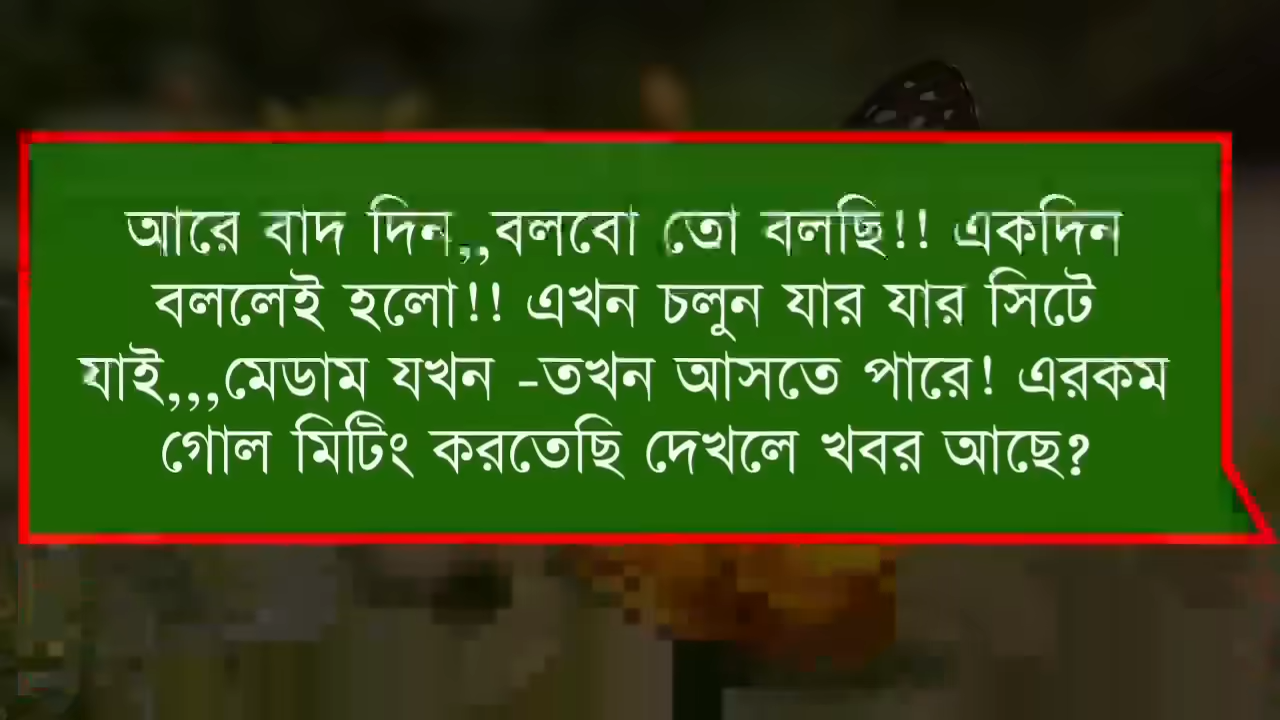 আরে বাদ দিন,,বলবো তো বলছি!! একদিন
বললেই হলো!! এখন চলুন যার যার সিটে
যাই,,,মেডাম যখন -তখন আসতে পারে! এরকম
গোল মিটিং করতেছি দেখলে খবর আছে?